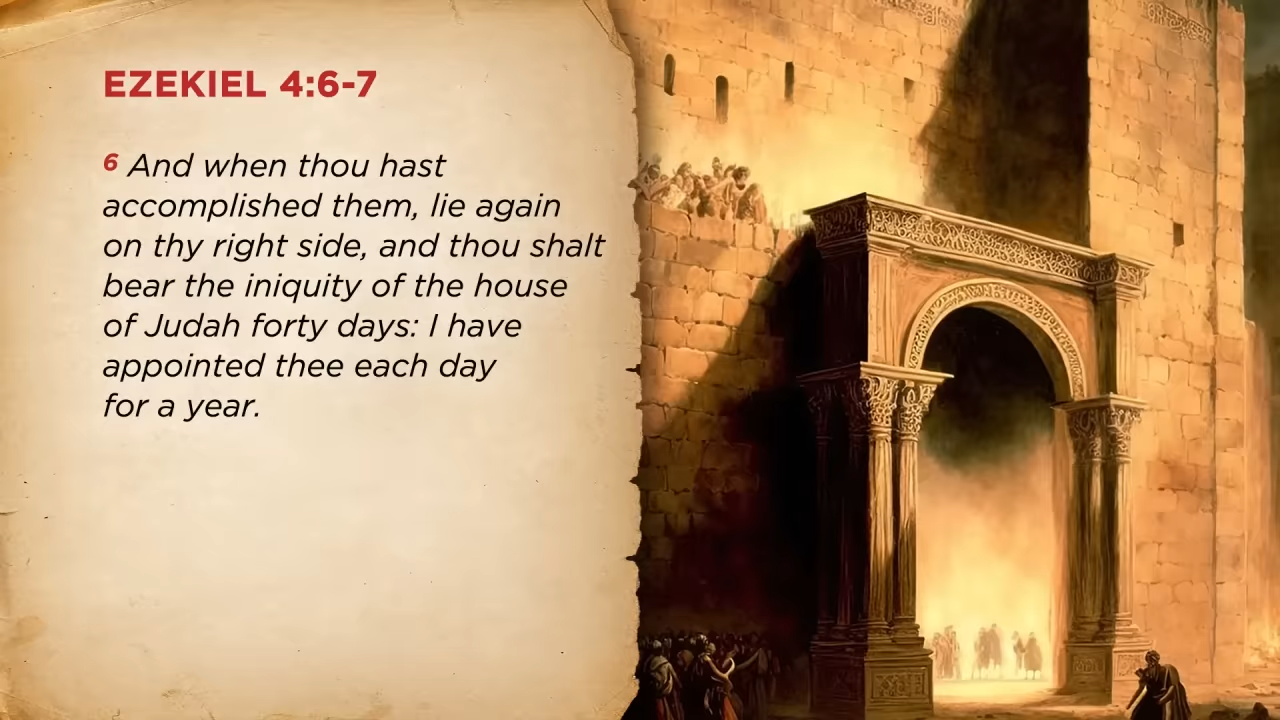 EZEKIEL 4:6-7
6 And when thou hast
accomplished them, lie again
on thy right side, and thou shalt
bear the iniquity of the house
of Judah forty days: I have
appointed thee each day
for a year.